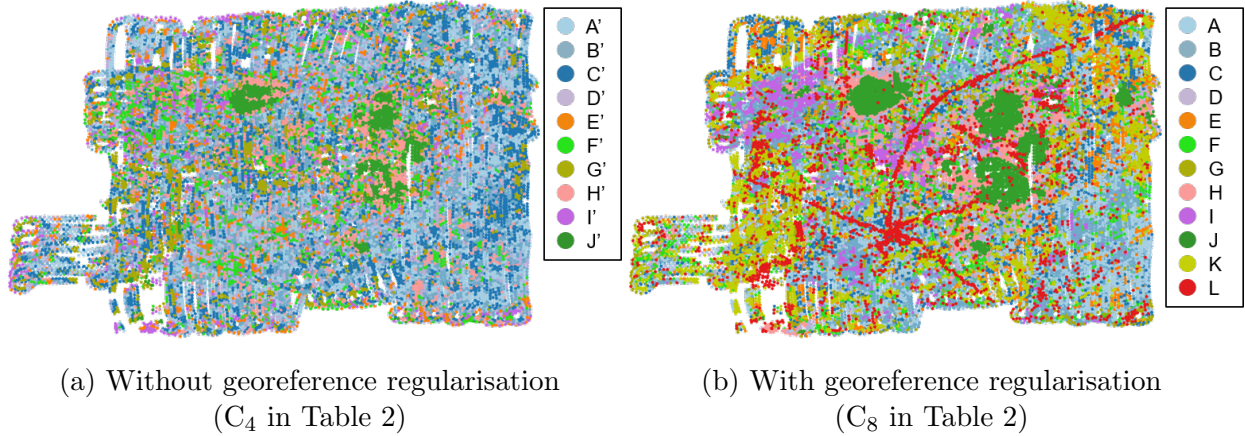 A'
B'
C'
D'
E'
F'
G'
H'
I'
J'
A
B
C
D
E
F
G
H
I
J
K
L
(a) Without georeference regularisation
(C4 in Table 2)
(b) With georeference regularisation
(C8 in Table 2)